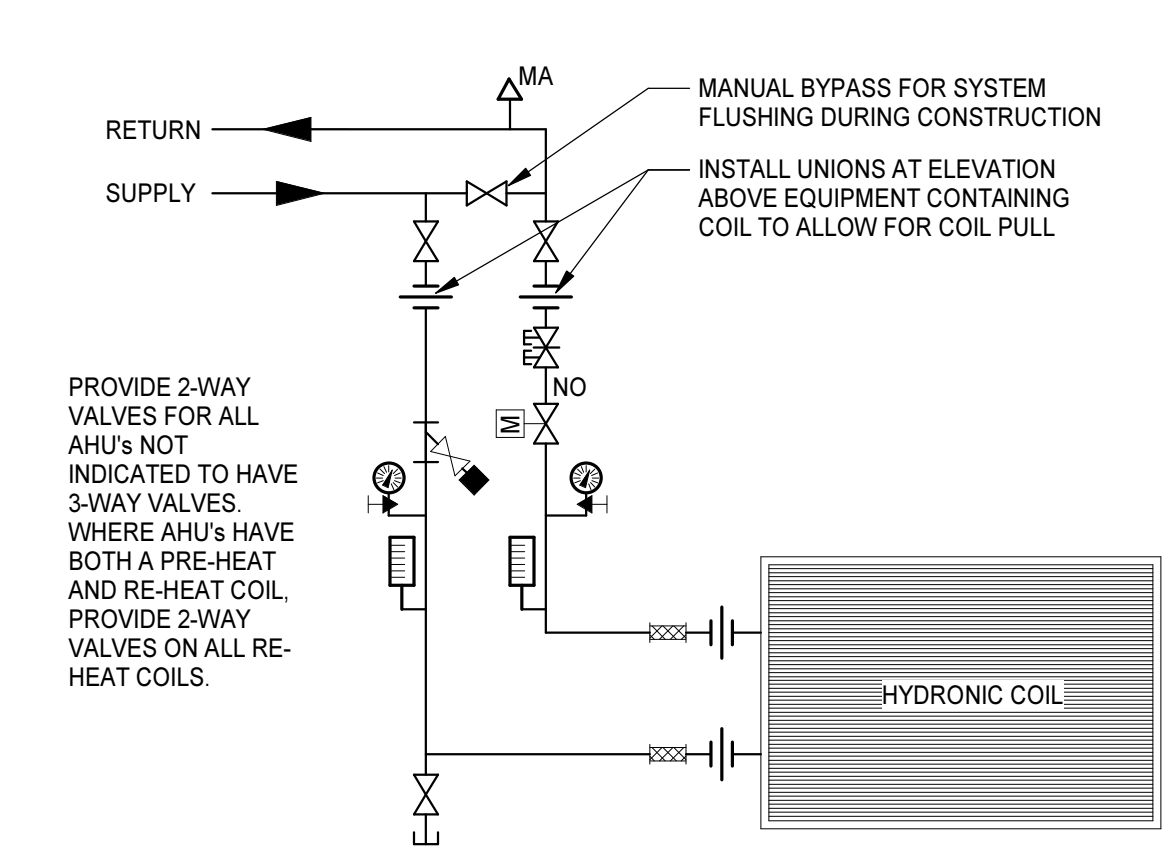 MA
MANUAL BYPASS FOR SYSTEM
FLUSHING DURING CONSTRUCTION
RETURN
INSTALL UNIONS AT ELEVATION
ABOVE EQUIPMENT CONTAINING
COIL TO ALLOW FOR COIL PULL
SUPPLY
PROVIDE 2-WAY
VALVES FOR ALL
AHU's NOT
INDICATED TO HAVE
3-WAY VALVES.
WHERE AHU's HAVE
BOTH A PRE-HEAT
AND RE-HEAT COIL,
PROVIDE 2-WAY
VALVES ON ALL RE-
HEAT COILS.
NO
M
HYDRONIC COIL